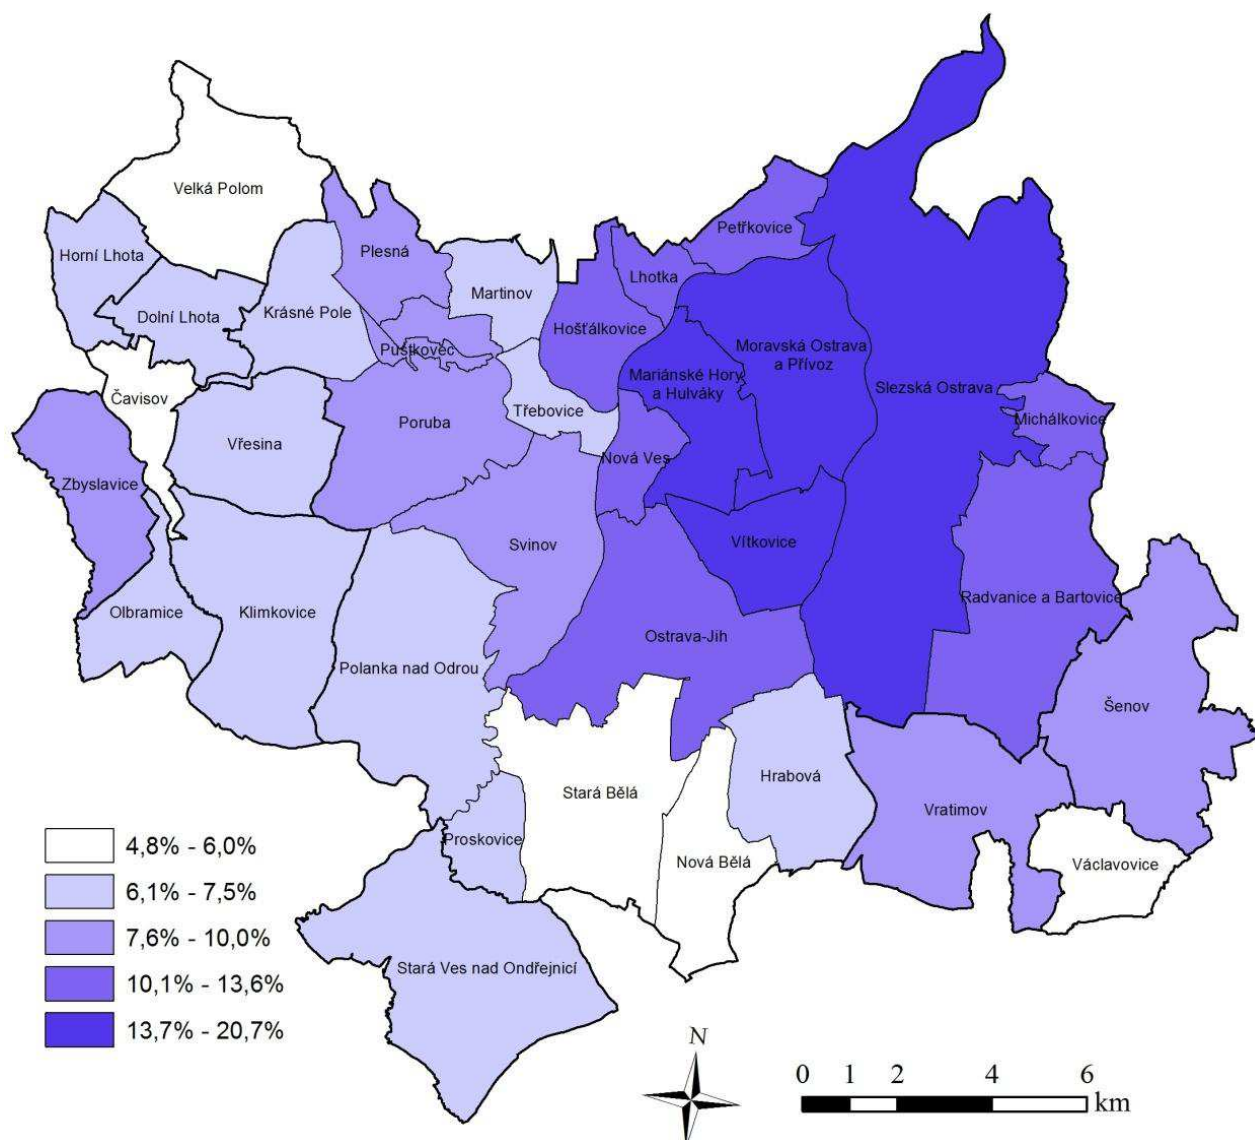 Velká Polom
Horní Lhota
Plesná
Petřkovice
Lhotka
Martinov
Dolní Lhota
Krásné Pole
Hošťálkovice
Pustkovec
Moravská Ostrava
a Přívoz
Mariánské Hory
a Hulváky
Slezská Ostrava
Čavisov
Michálkovice
Třebovice
Poruba
Vřesina
Nová Ves
Zbyslavice
Svinov
Vítkovice
Olbramice
Klimkovice
Radvanice a Bartovice
Ostrava-Jih
Polanka nad Odrou
Šenov
Hrabová
Stará Bělá
Vratimov
Proskovice
Nová Bělá
Václavovice
Stará Ves nad Ondřejnicí
4,8% - 6,0%
6,1% - 7,5%
7,6% - 10,0%
10,1% - 13,6%
13,7% - 20,7%
N
0 1 2 4 6
km